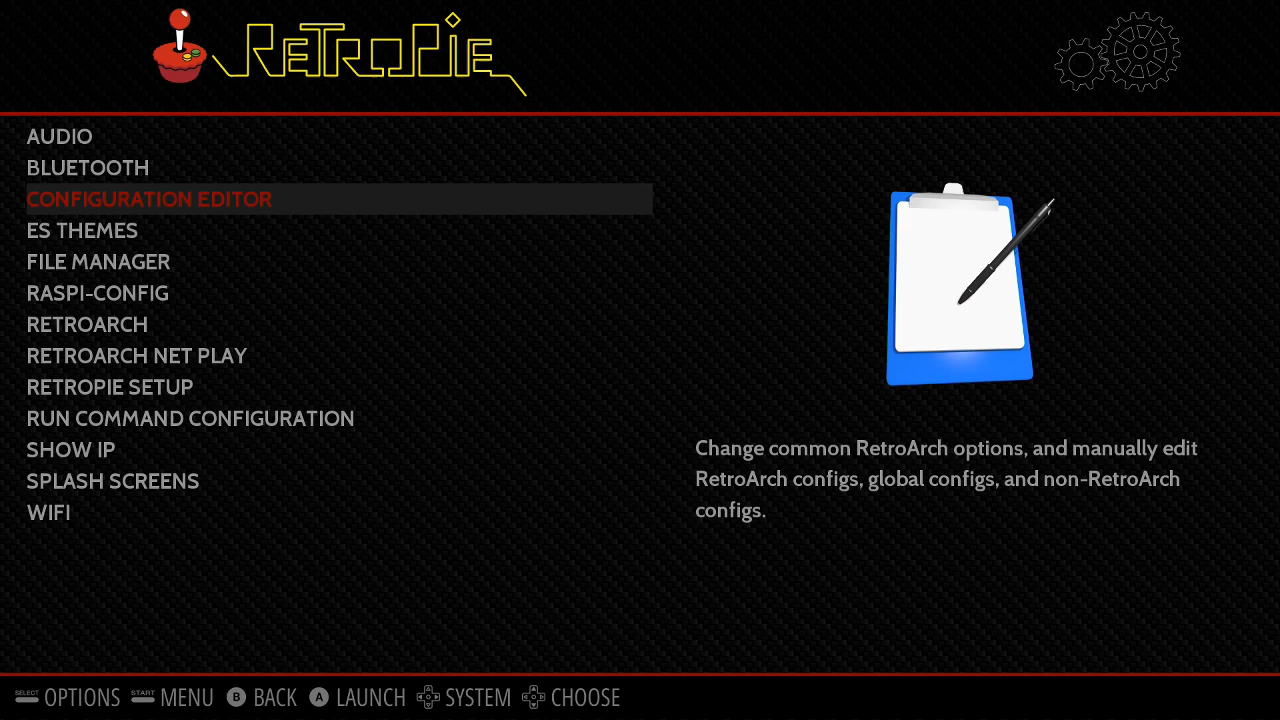 RETROPIE
AUDIO
BLUETOOTH
CONFIGURATION EDITOR
ES THEMES
FILE MANAGER
RASPI-CONFIG
RETROARCH
RETROARCH NET PLAY
RETROPIE SETUP
RUN COMMAND CONFIGURATION
SHOW IP
SPLASH SCREENS
WIFI
Change common RetroArch options, and manually edit
RetroArch configs, global configs, and non-RetroArch
configs.
SELECT OPTIONS START MENU B BACK A LAUNCH SYSTEM CHOOSE